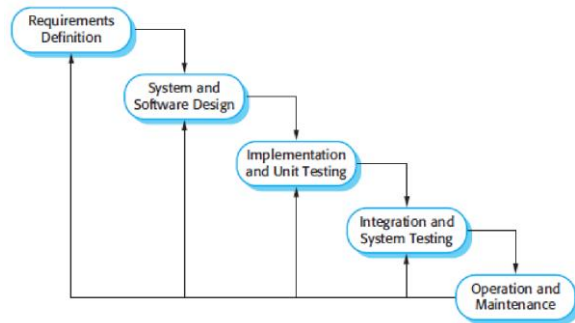 Requirements
Definition
System and
Software Design
Implementation
and Unit Testing
Integration and
System Testing
Operation and
Maintenance